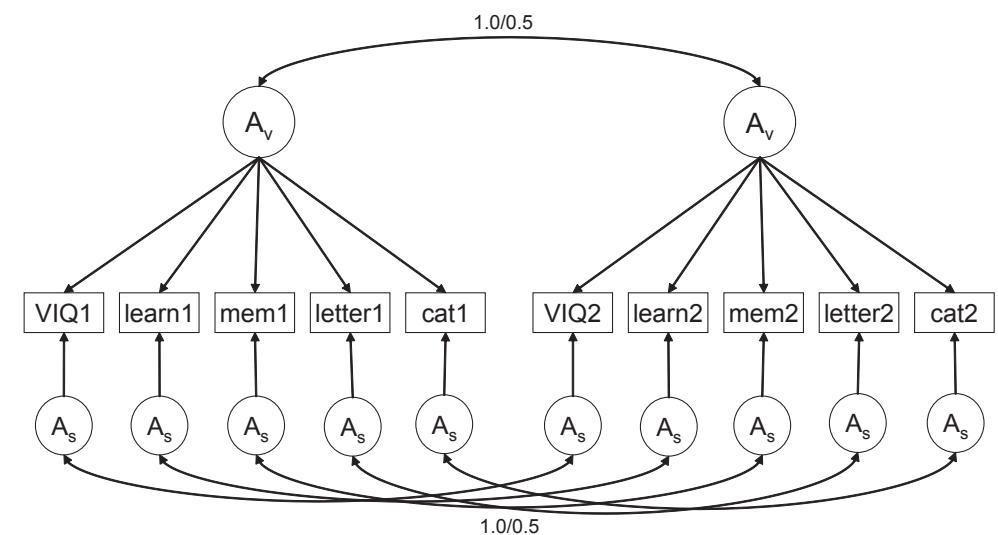 1.0/0.5
Av Av
VIQ1 learn1 mem1 letter1 cat1 VIQ2 learn2 mem2 letter2 cat2
As As As As As As As As As As
1.0/0.5